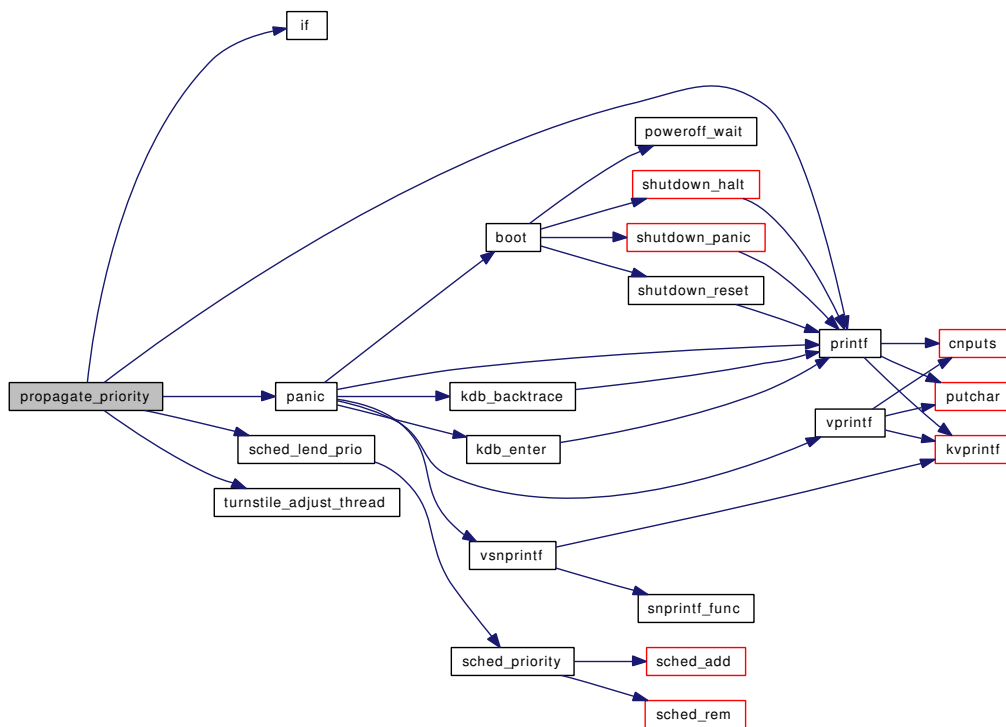 if
poweroff_wait
shutdown_halt
boot
shutdown_panic
shutdown_reset
printf
cnputs
propagate_priority
panic
kdb_backtrace
putchar
vprintf
sched_lend_prio
kdb_enter
kvprintf
turnstile_adjust_thread
vsnprintf
snprintf_func
sched_priority
sched_add
sched_rem